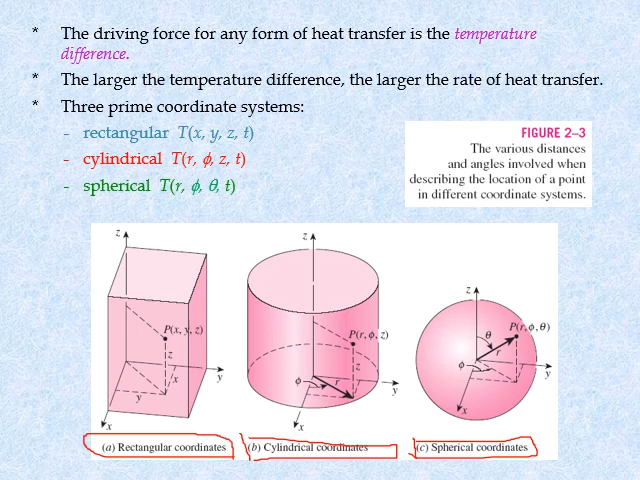 * The driving force for any form of heat transfer is the temperature
difference.
* The larger the temperature difference, the larger the rate of heat transfer.
* Three prime coordinate systems:
- rectangular T(x, y, z, t)
- cylindrical T(r, ϕ, z, t)
- spherical T(r, ϕ, θ, t)
FIGURE 2–3
The various distances
and angles involved when
describing the location of a point
in different coordinate systems.
z
P(x, y, z)
z
x
y
y
x
(a) Rectangular coordinates
z
P(r, ϕ, z)
z
ϕ
r
y
x
(b) Cylindrical coordinates
z
P(r, ϕ, θ)
θ
r
ϕ
y
x
(c) Spherical coordinates